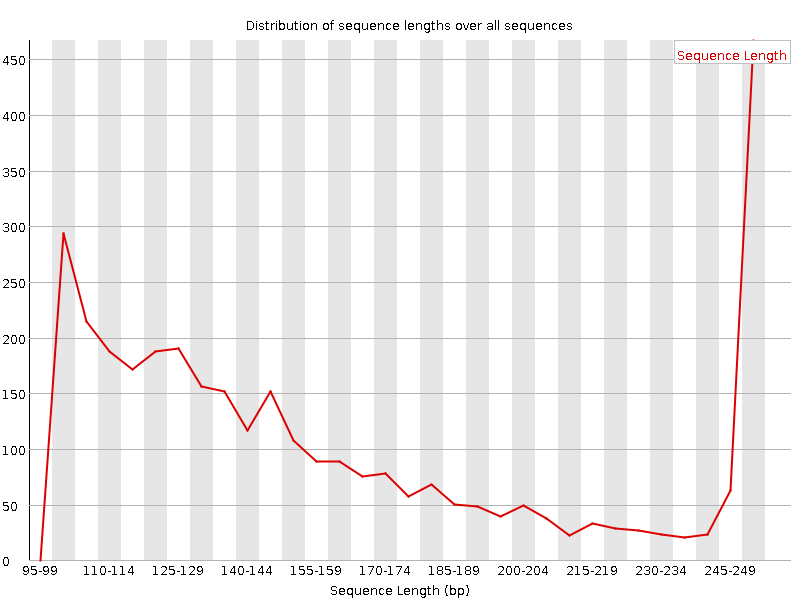 Distribution of sequence lengths over all sequences
Sequence Length
450
400
350
300
250
200
150
100
50
0
95-99 110-114 125-129 140-144 155-159 170-174 185-189 200-204 215-219 230-234 245-249
Sequence Length (bp)